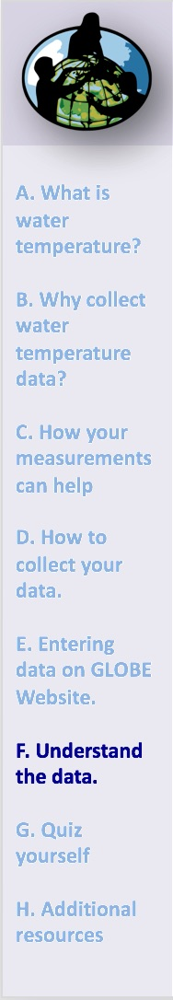 A. What is
water
temperature?
B. Why collect
water
temperature
data?
C. How your
measurements
can help
D. How to
collect your
data.
E. Entering
data on GLOBE
Website.
F. Understand
the data.
G. Quiz
yourself
H. Additional
resources